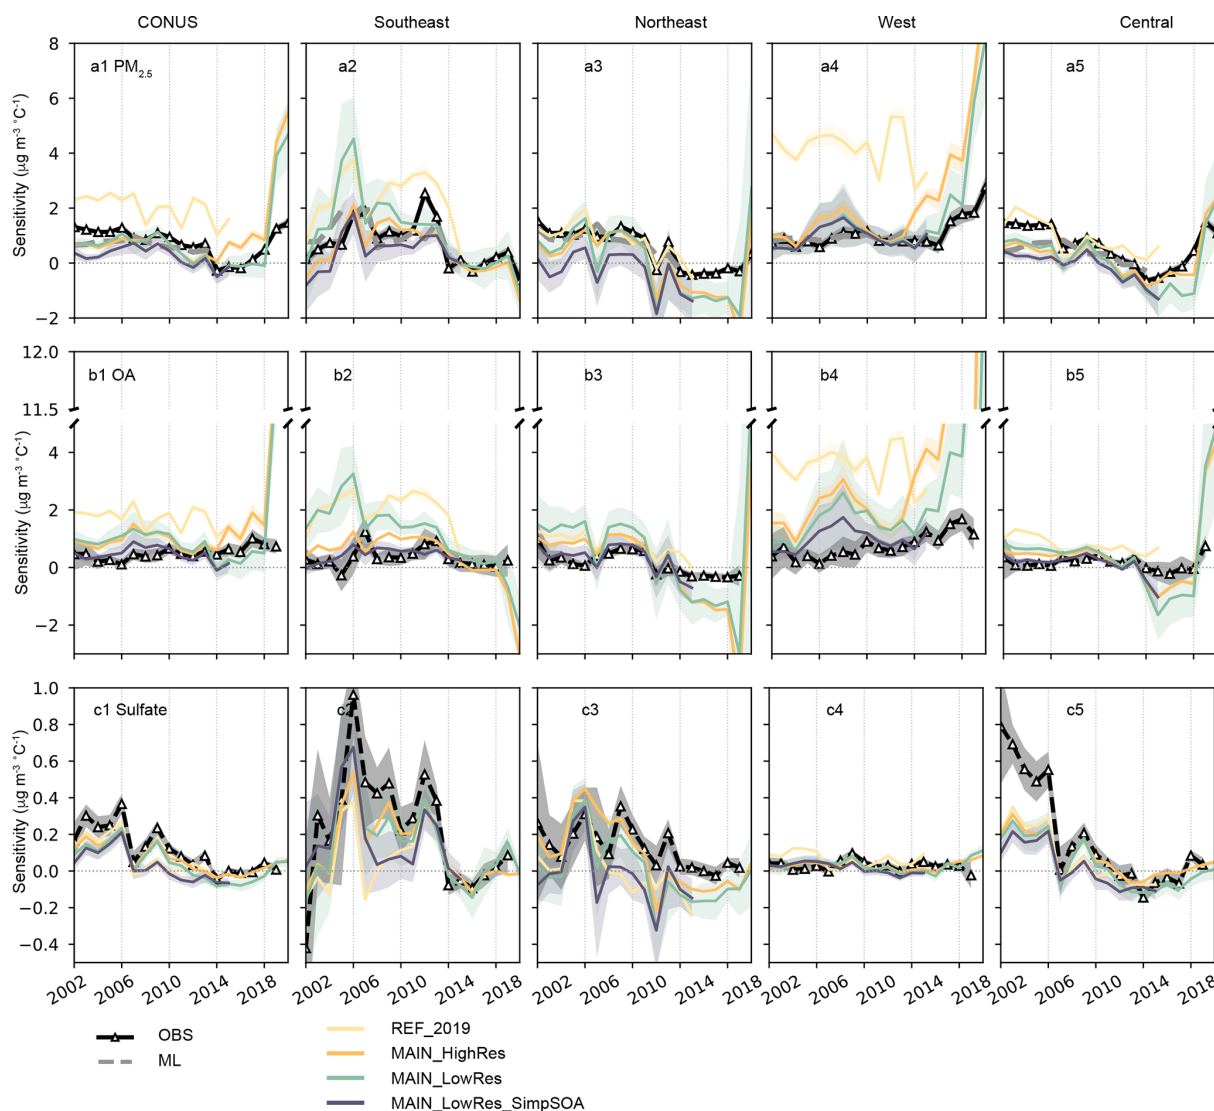 CONUS Southeast Northeast West Central
8
6
4
2
0
−2
Sensitivity (µg m⁻³ °C⁻¹)
a1 PM₂.₅ a2 a3 a4 a5
12.0
11.5
4
2
0
−2
Sensitivity (µg m⁻³ °C⁻¹)
b1 OA b2 b3 b4 b5
1.0
0.8
0.6
0.4
0.2
0.0
−0.2
−0.4
Sensitivity (µg m⁻³ °C⁻¹)
c1 Sulfate c3 c4 c5
2002 2006 2010 2014 2018 2002 2006 2010 2014 2018 2002 2006 2010 2014 2018 2002 2006 2010 2014 2018 2002 2006 2010 2014 2018
OBS
ML
REF_2019
MAIN_HighRes
MAIN_LowRes
MAIN_LowRes_SimpSOA